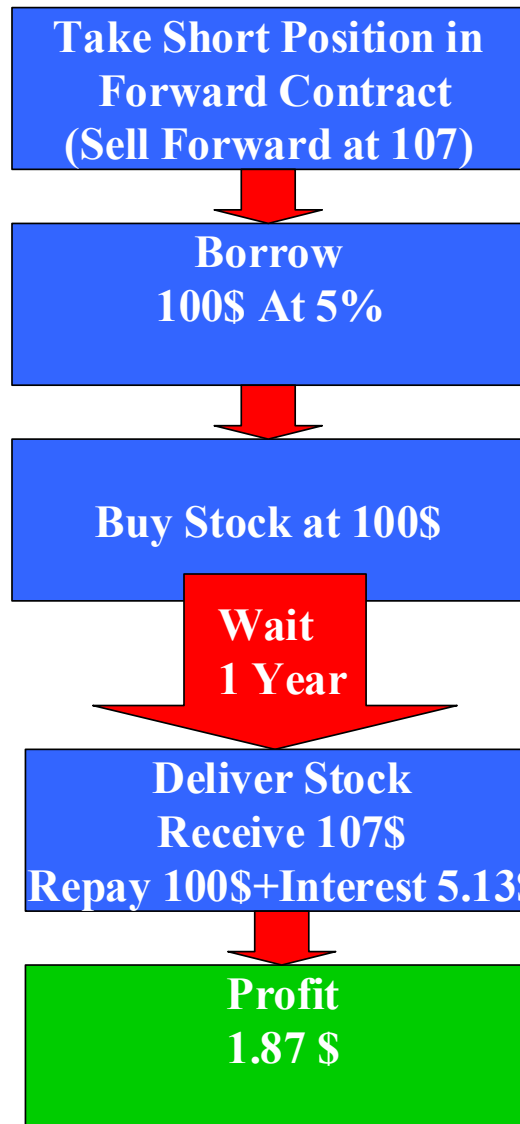 Take Short Position in
Forward Contract
(Sell Forward at 107)
Borrow
100$ At 5%
Buy Stock at 100$
Wait
1 Year
Deliver Stock
Receive 107$
Repay 100$+Interest 5.13$
Profit
1.87 $